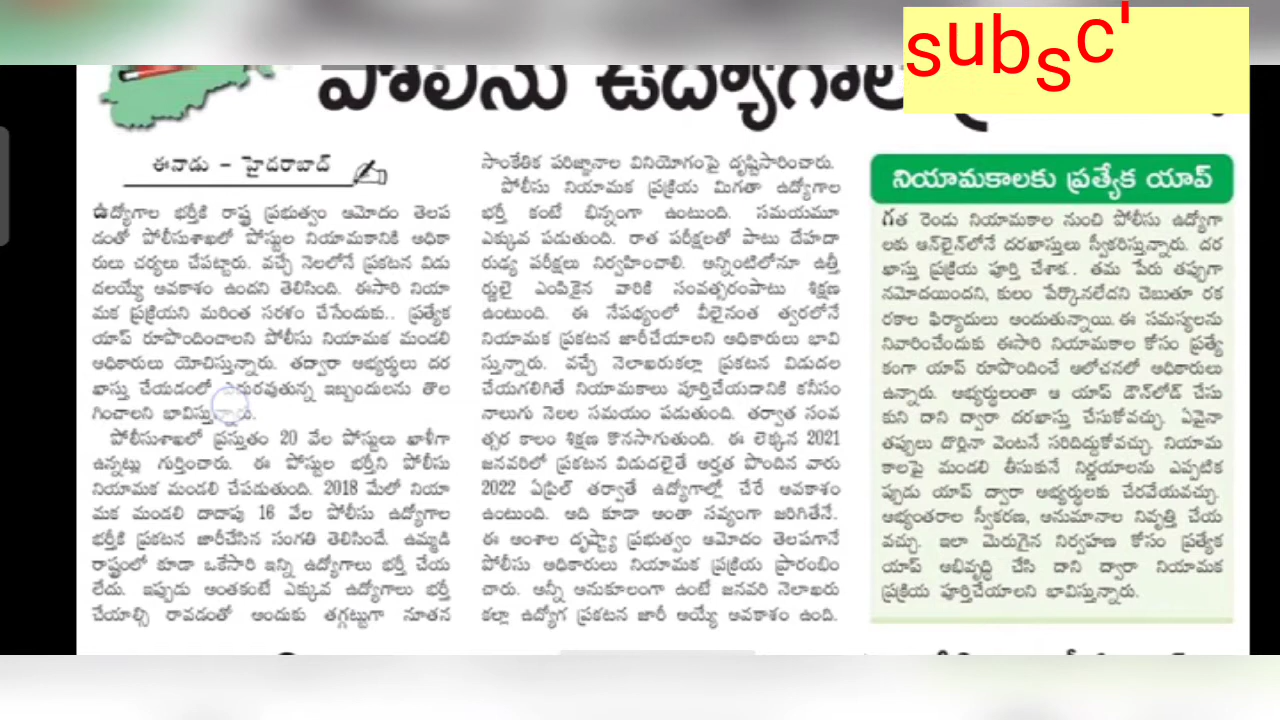 subsc
పోలీసు ఉద్యోగాల
ఈనాడు - హైదరాబాద్
ఉద్యోగాల భర్తీకి రాష్ట్ర ప్రభుత్వం ఆమోదం తెలప
డంతో పోలీసుశాఖలో పోస్టుల నియామకానికి అధికా
రులు చర్యలు చేపట్టారు. వచ్చే నెలలోనే ప్రకటన విడు
దలయ్యే అవకాశం ఉందని తెలిసింది. ఈసారి నియా
మక ప్రక్రియని మరింత సరళం చేసేందుకు.. ప్రత్యేక
యాప్ రూపొందించాలని పోలీసు నియామక మండలి
అధికారులు యోచిస్తున్నారు. తద్వారా అభ్యర్థులు దర
ఖాస్తు చేయడంలో ఎదురవుతున్న ఇబ్బందులను తొల
గించాలని భావిస్తున్నారు.
పోలీసుశాఖలో ప్రస్తుతం 20 వేల పోస్టులు ఖాళీగా
ఉన్నట్లు గుర్తించారు. ఈ పోస్టుల భర్తీని పోలీసు
నియామక మండలి చేపడుతుంది. 2018 మేలో నియా
మక మండలి దాదాపు 16 వేల పోలీసు ఉద్యోగాల
భర్తీకి ప్రకటన జారీచేసిన సంగతి తెలిసిందే. ఉమ్మడి
రాష్ట్రంలో కూడా ఒకేసారి ఇన్ని ఉద్యోగాలు భర్తీ చేయ
లేదు. ఇప్పుడు అంతకంటే ఎక్కువ ఉద్యోగాలు భర్తీ
చేయాల్సి రావడంతో అందుకు తగ్గట్టుగా నూతన
సాంకేతిక పరిజ్ఞానాల వినియోగంపై దృష్టిసారించారు.
పోలీసు నియామక ప్రక్రియ మిగతా ఉద్యోగాల
భర్తీ కంటే భిన్నంగా ఉంటుంది. సమయమూ
ఎక్కువ పడుతుంది. రాత పరీక్షలతో పాటు దేహదా
రుఢ్య పరీక్షలు నిర్వహించాలి. అన్నింటిలోనూ ఉత్తీ
ర్ణులై ఎంపికైన వారికి సంవత్సరంపాటు శిక్షణ
ఉంటుంది. ఈ నేపథ్యంలో వీలైనంత త్వరలోనే
నియామక ప్రకటన జారీచేయాలని అధికారులు భావి
స్తున్నారు. వచ్చే నెలాఖరుకల్లా ప్రకటన విడుదల
చేయగలిగితే నియామకాలు పూర్తిచేయడానికి కనీసం
నాలుగు నెలల సమయం పడుతుంది. తర్వాత సంవ
త్సర కాలం శిక్షణ కొనసాగుతుంది. ఈ లెక్కన 2021
జనవరిలో ప్రకటన విడుదలైతే అర్హత పొందిన వారు
2022 ఏప్రిల్ తర్వాతే ఉద్యోగాల్లో చేరే అవకాశం
ఉంటుంది. అది కూడా అంతా సవ్యంగా జరిగితేనే.
ఈ అంశాల దృష్ట్యా ప్రభుత్వం ఆమోదం తెలపగానే
పోలీసు అధికారులు నియామక ప్రక్రియ ప్రారంభిం
చారు. అన్నీ అనుకూలంగా ఉంటే జనవరి నెలాఖరు
కల్లా ఉద్యోగ ప్రకటన జారీ అయ్యే అవకాశం ఉంది.
నియామకాలకు ప్రత్యేక యాప్
గత రెండు నియామకాల నుంచి పోలీసు ఉద్యోగా
లకు ఆన్‌లైన్‌లోనే దరఖాస్తులు స్వీకరిస్తున్నారు. దర
ఖాస్తు ప్రక్రియ పూర్తి చేశాక.. తమ పేరు తప్పుగా
నమోదయిందని, కులం పేర్కొనలేదని చెబుతూ రక
రకాల ఫిర్యాదులు అందుతున్నాయి. ఈ సమస్యలను
నివారించేందుకు ఈసారి నియామకాల కోసం ప్రత్యే
కంగా యాప్ రూపొందించే ఆలోచనలో అధికారులు
ఉన్నారు. అభ్యర్థులంతా ఆ యాప్ డౌన్‌లోడ్ చేసు
కుని దాని ద్వారా దరఖాస్తు చేసుకోవచ్చు. ఏవైనా
తప్పులు దొర్లినా వెంటనే సరిదిద్దుకోవచ్చు. నియామ
కాలపై మండలి తీసుకునే నిర్ణయాలను ఎప్పటిక
ప్పుడు యాప్ ద్వారా అభ్యర్థులకు చేరవేయవచ్చు.
అభ్యంతరాల స్వీకరణ, అనుమానాల నివృత్తి చేయ
వచ్చు. ఇలా మెరుగైన నిర్వహణ కోసం ప్రత్యేక
యాప్ అభివృద్ధి చేసి దాని ద్వారా నియామక
ప్రక్రియ పూర్తిచేయాలని భావిస్తున్నారు.